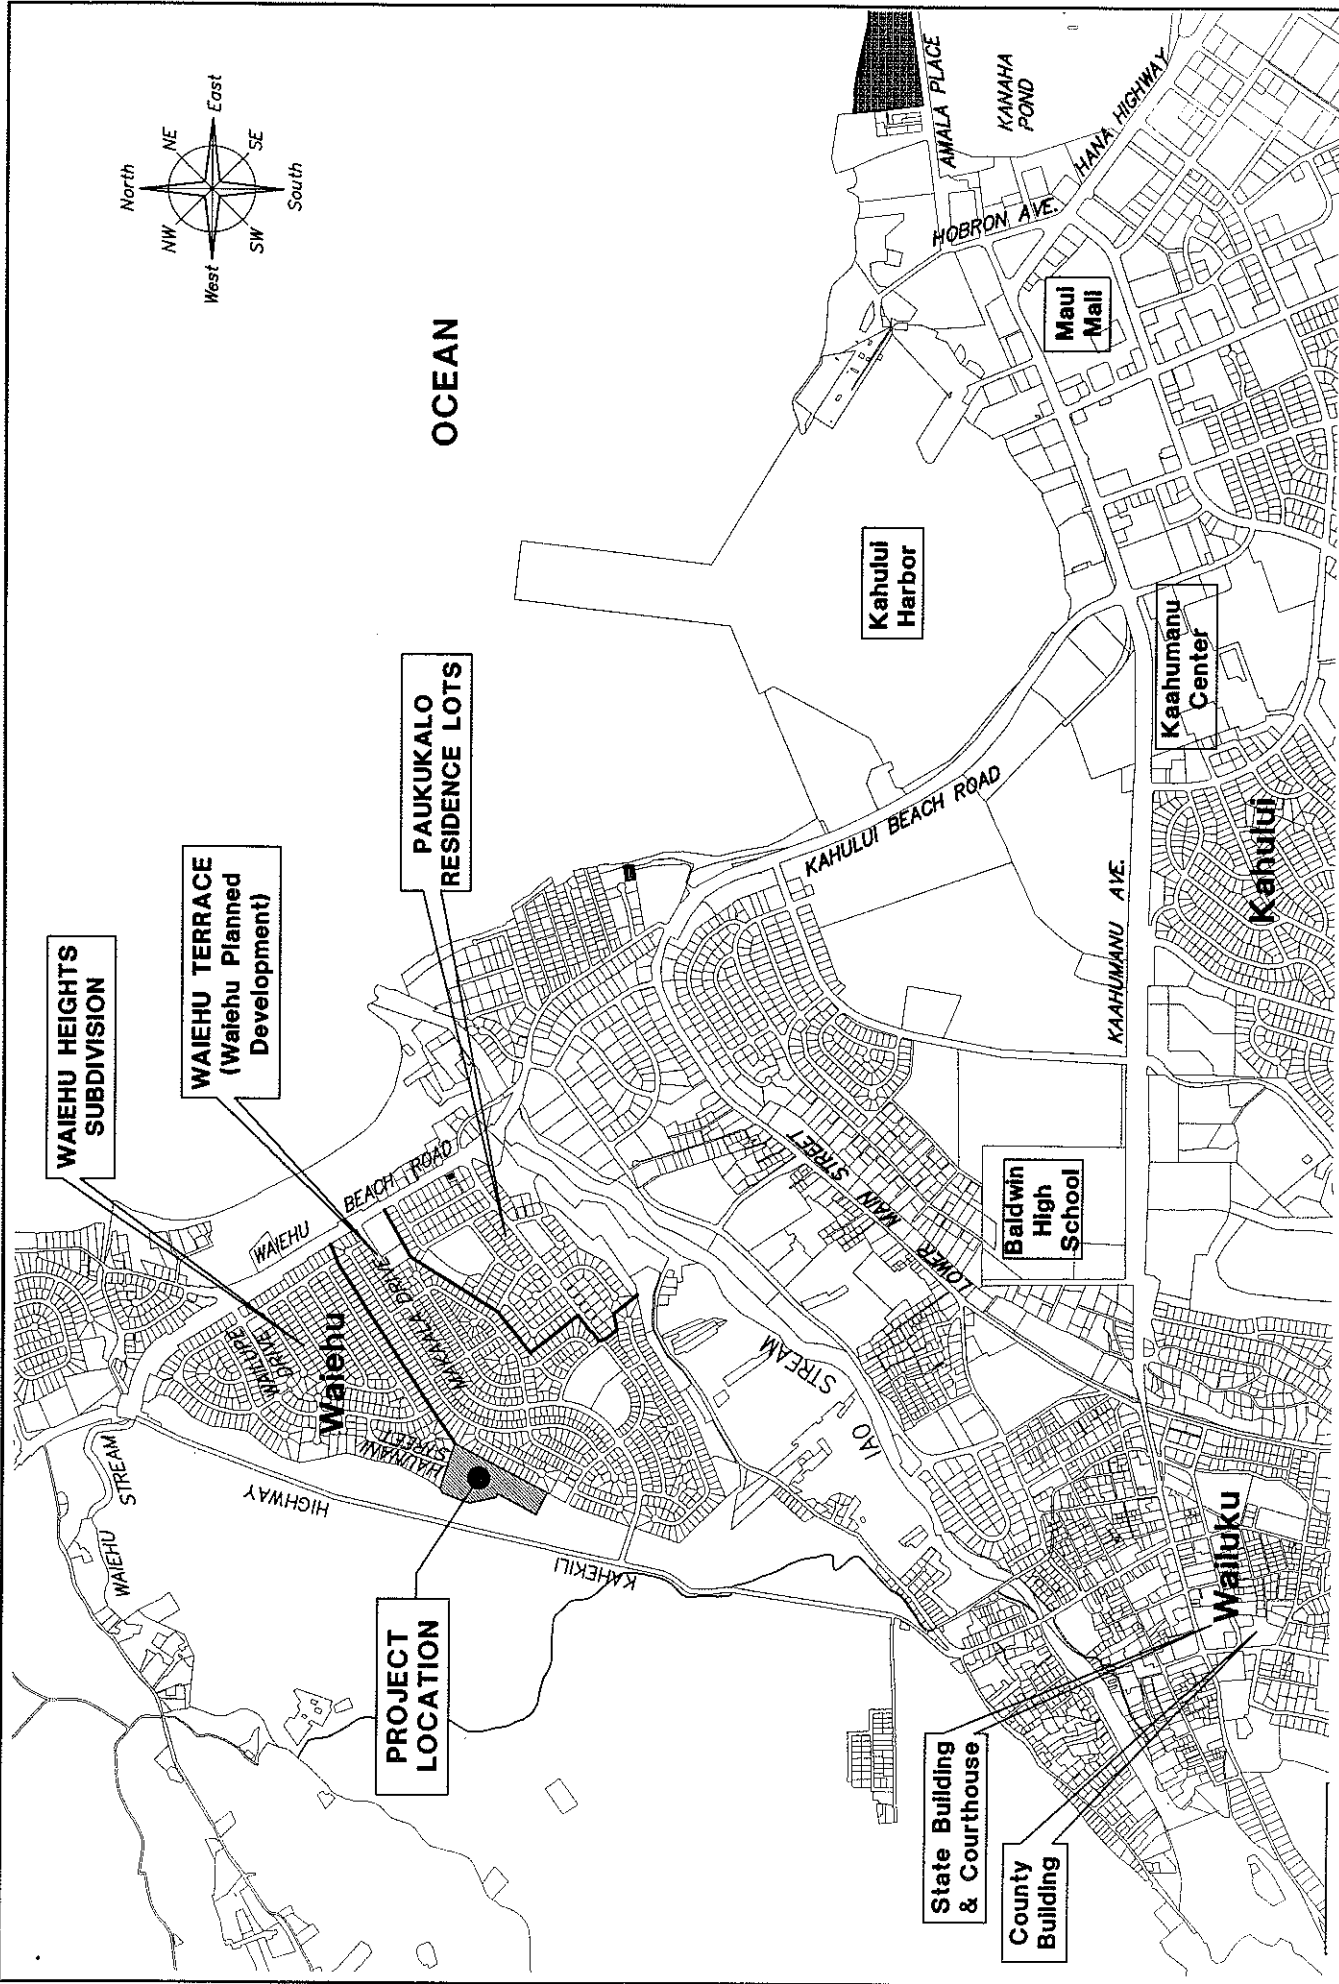 North
NE
East
SE
South
SW
West
NW
OCEAN
WAIEHU HEIGHTS
SUBDIVISION
WAIEHU TERRACE
(Waiehu Planned
Development)
PAUKUKALO
RESIDENCE LOTS
PROJECT
LOCATION
WAIEHU
STREAM
HIGHWAY
KAHEKILI
WAILUPE
DRIVE
Waiehu
HAUNANI
STREET
MAKAALA DRIVE
WAIEHU
BEACH ROAD
IAO
STREAM
LOWER
MAIN
STREET
KAHULUI BEACH ROAD
KAAHUMANU AVE.
Kahului
Harbor
AMALA PLACE
KANAHA
POND
HANA HIGHWAY
HOBRON AVE.
Maui
Mall
Kaahumanu
Center
Kahului
Baldwin
High
School
Wailuku
State Building
& Courthouse
County
Building